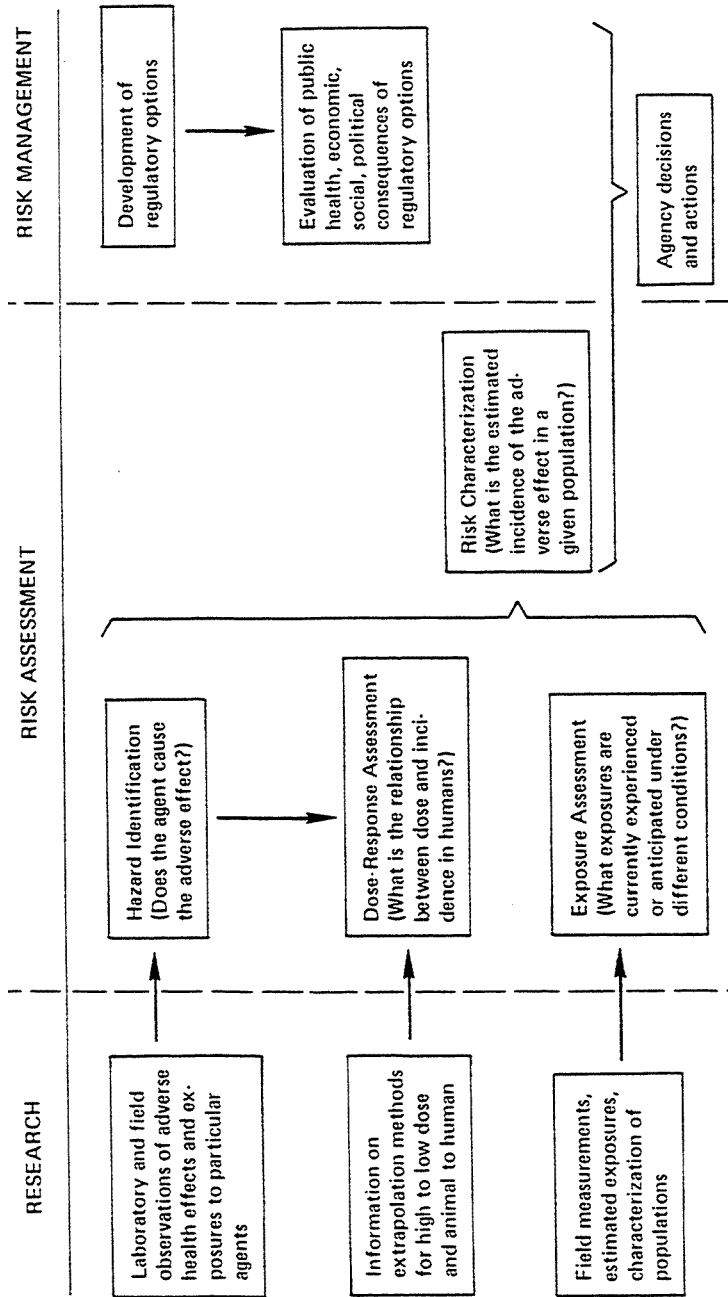 RESEARCH
RISK ASSESSMENT
RISK MANAGEMENT
Laboratory and field
observations of adverse
health effects and ex-
posures to particular
agents
Information on
extrapolation methods
for high to low dose
and animal to human
Field measurements,
estimated exposures,
characterization of
populations
Hazard Identification
(Does the agent cause
the adverse effect?)
Dose-Response Assessment
(What is the relationship
between dose and inci-
dence in humans?)
Exposure Assessment
(What exposures are
currently experienced
or anticipated under
different conditions?)
Risk Characterization
(What is the estimated
incidence of the ad-
verse effect in a
given population?)
Development of
regulatory options
Evaluation of public
health, economic,
social, political
consequences of
regulatory options
Agency decisions
and actions